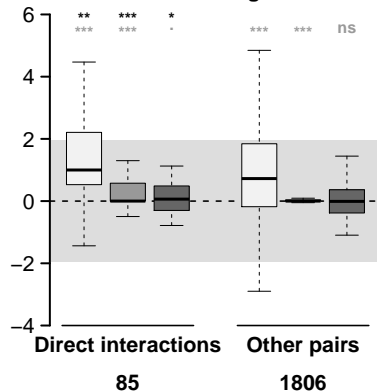 6
** *** *
*** *** . *** *** ns
4
2
0
−2
−4
Direct interactions Other pairs
85 1806